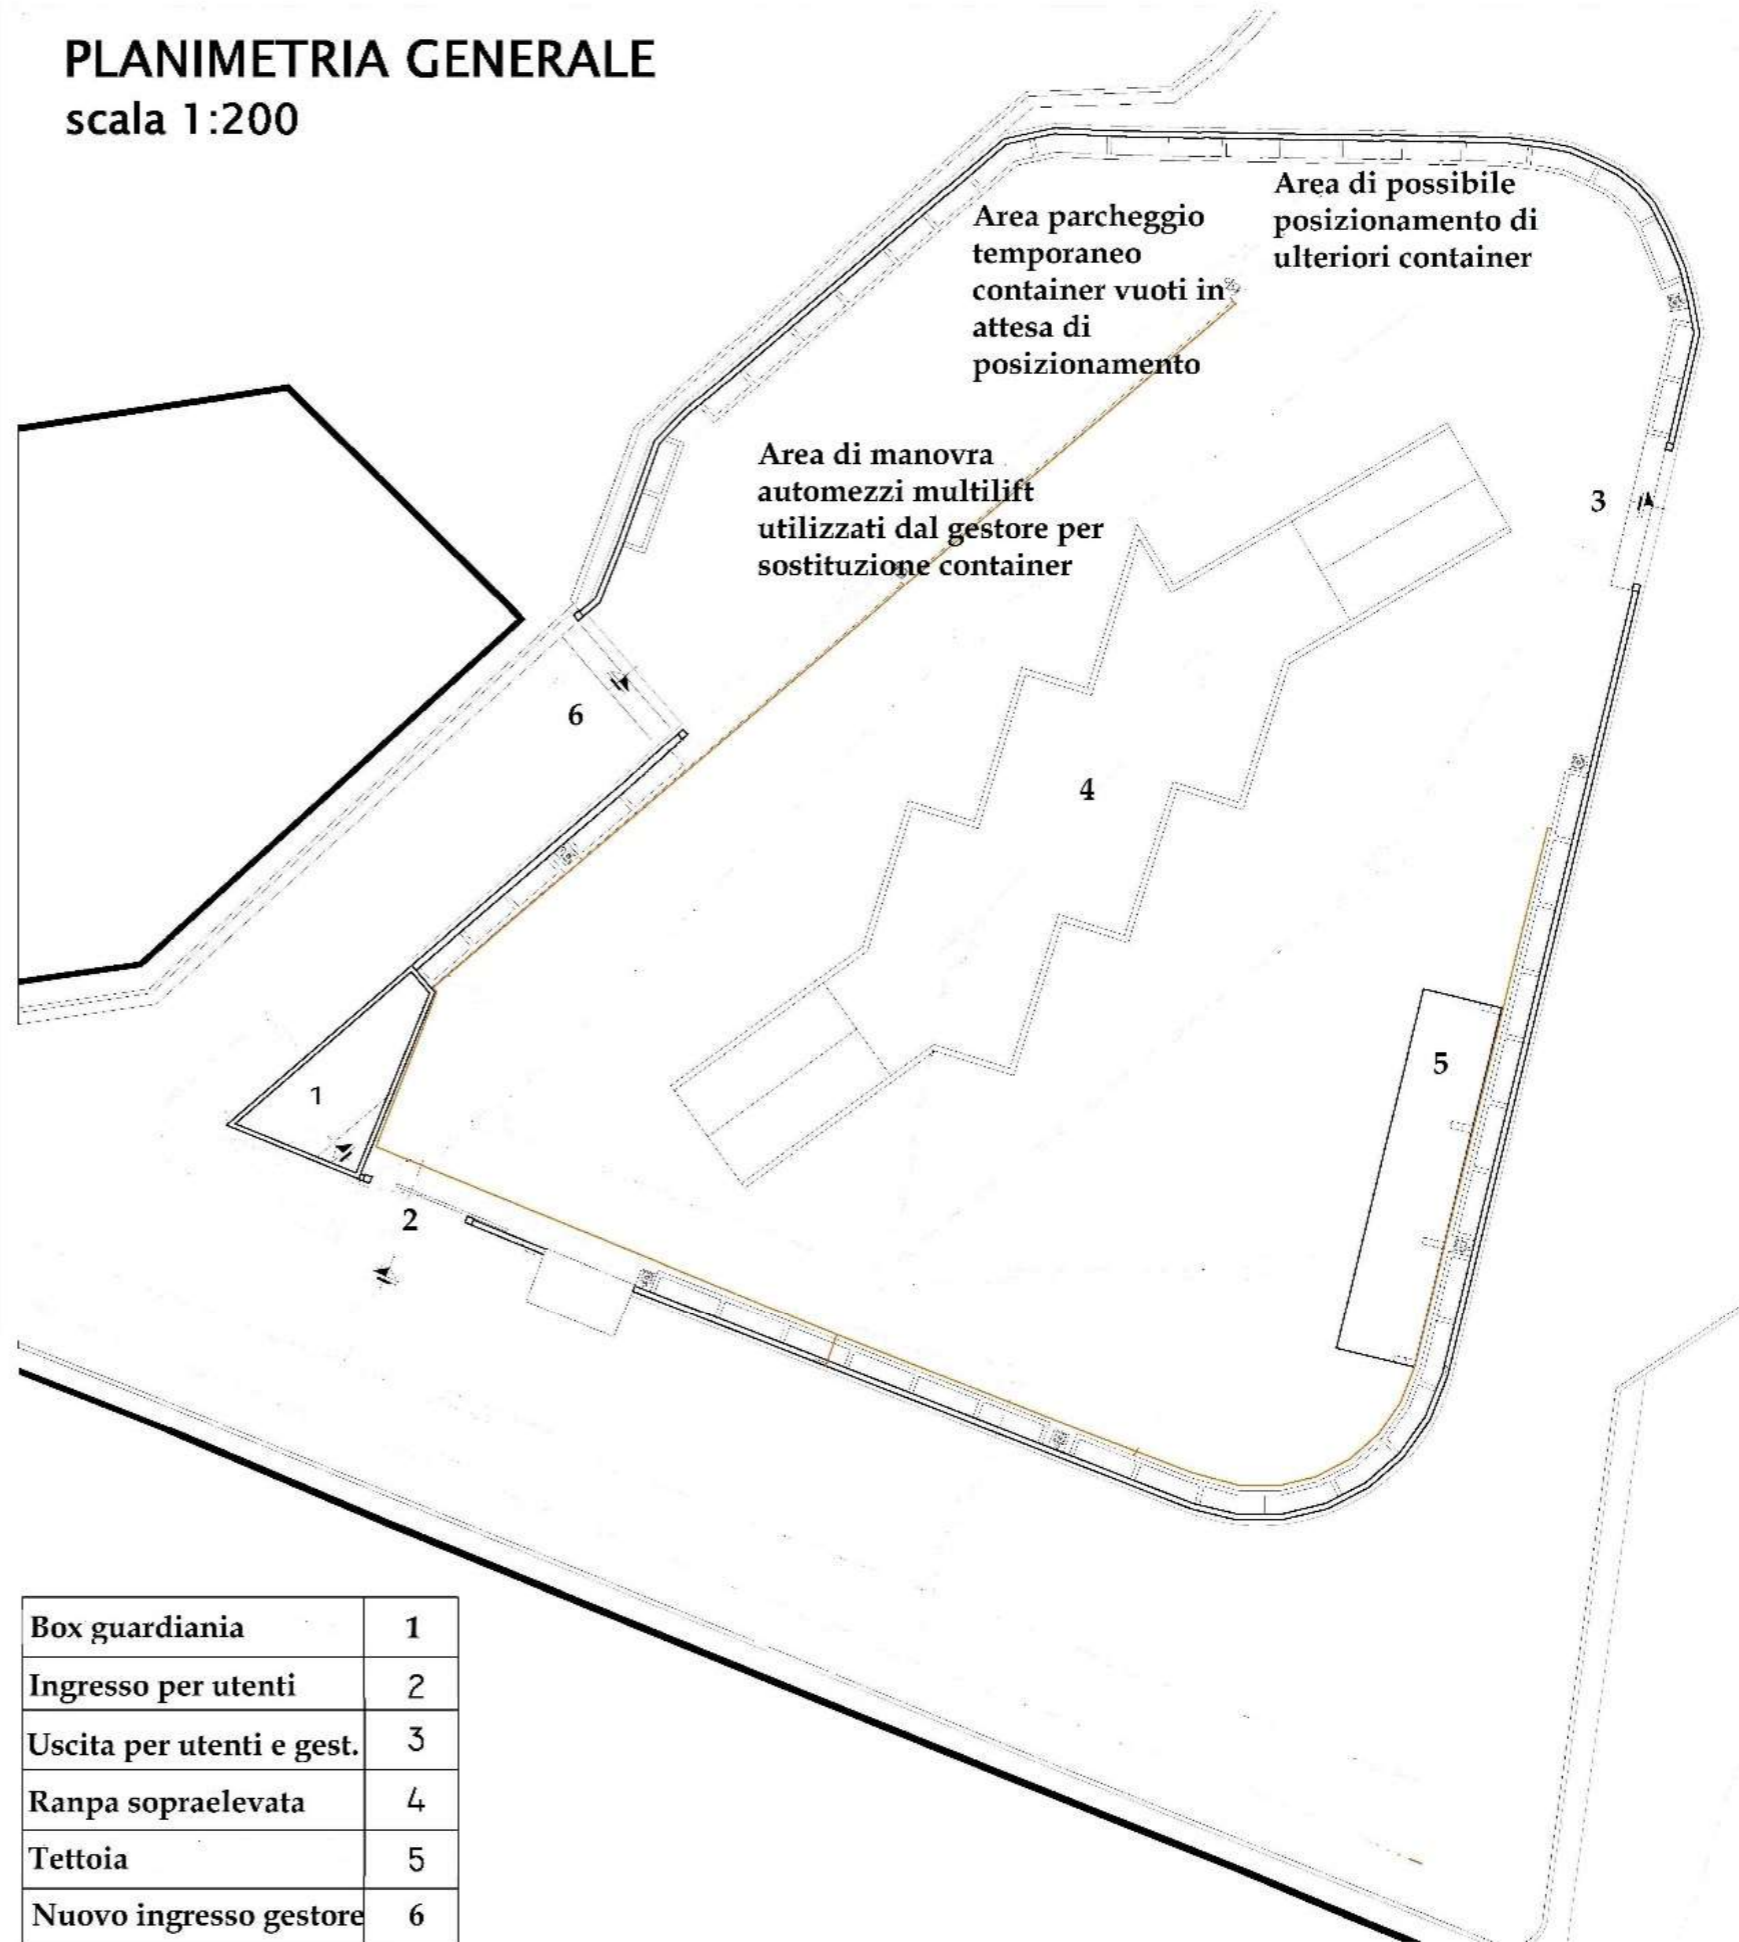 PLANIMETRIA GENERALE
scala 1:200
Area parcheggio
temporaneo
container vuoti in
attesa di
posizionamento
Area di possibile
posizionamento di
ulteriori container
Area di manovra
automezzi multilift
utilizzati dal gestore per
sostituzione container
3
6
4
5
1
2
Box guardiania 1
Ingresso per utenti 2
Uscita per utenti e gest. 3
Ranpa sopraelevata 4
Tettoia 5
Nuovo ingresso gestore 6